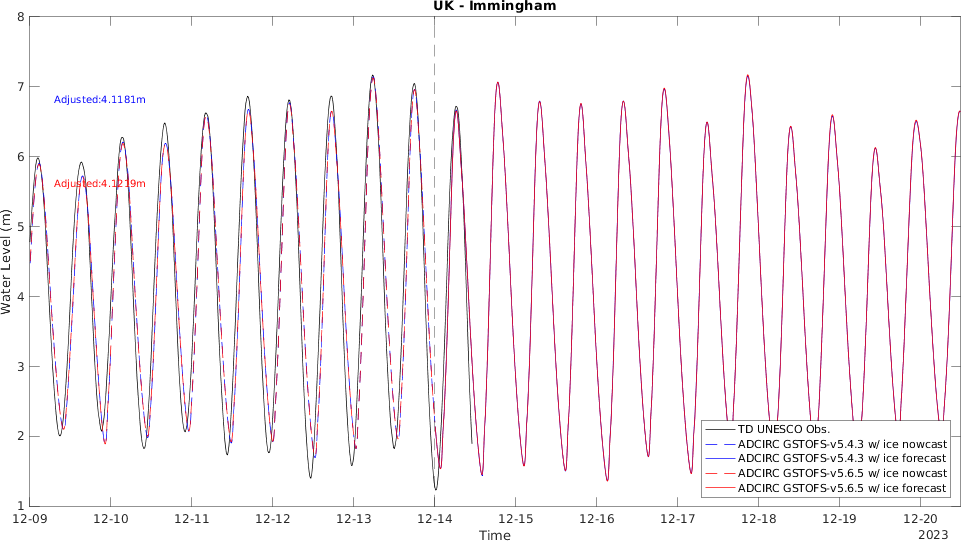 UK - Immingham
8
7
6
5
4
3
2
1
Water Level (m)
Adjusted:4.1181m
Adjusted:4.1219m
TD UNESCO Obs.
ADCIRC GSTOFS-v5.4.3 w/ ice nowcast
ADCIRC GSTOFS-v5.4.3 w/ ice forecast
ADCIRC GSTOFS-v5.6.5 w/ ice nowcast
ADCIRC GSTOFS-v5.6.5 w/ ice forecast
12-09 12-10 12-11 12-12 12-13 12-14 12-15 12-16 12-17 12-18 12-19 12-20
Time
2023